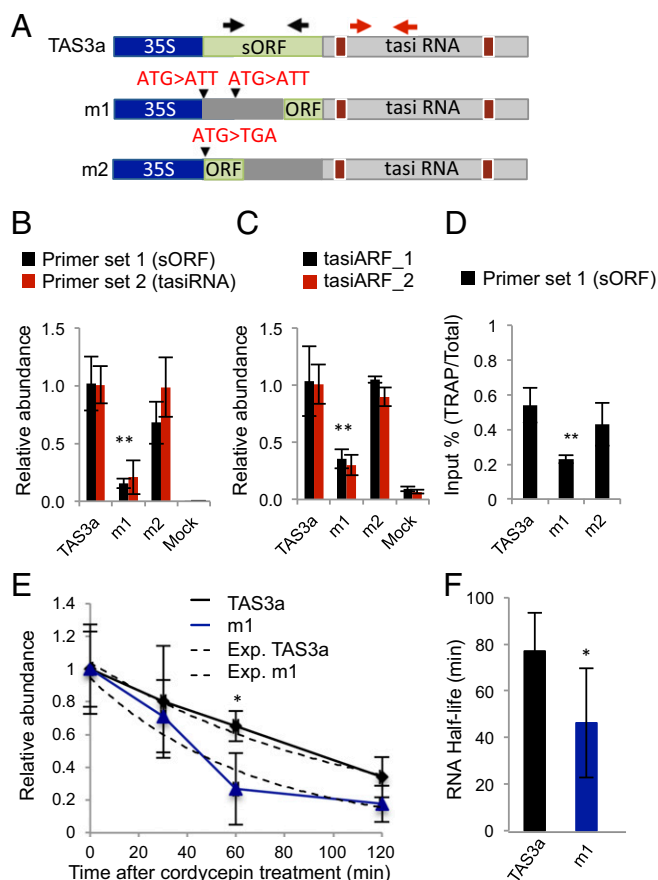 A
TAS3a
35S
sORF
tasi RNA
ATG>ATT
ATG>ATT
m1
35S
ORF
tasi RNA
ATG>TGA
m2
35S
ORF
tasi RNA
B
Primer set 1 (sORF)
Primer set 2 (tasiRNA)
Relative abundance
1.5
1.0
0.5
0.0
**
TAS3a
m1
m2
Mock
C
tasiARF_1
tasiARF_2
Relative abundance
1.5
1.0
0.5
0.0
**
TAS3a
m1
m2
Mock
D
Primer set 1 (sORF)
Input % (TRAP/Total)
1
0.8
0.6
0.4
0.2
0
**
TAS3a
m1
m2
E
TAS3a
m1
Exp. TAS3a
Exp. m1
Relative abundance
1.4
1.2
1
0.8
0.6
0.4
0.2
0
*
0
20
40
60
80
100
120
Time after cordycepin treatment (min)
F
RNA Half-life (min)
100
80
60
40
20
0
*
TAS3a
m1